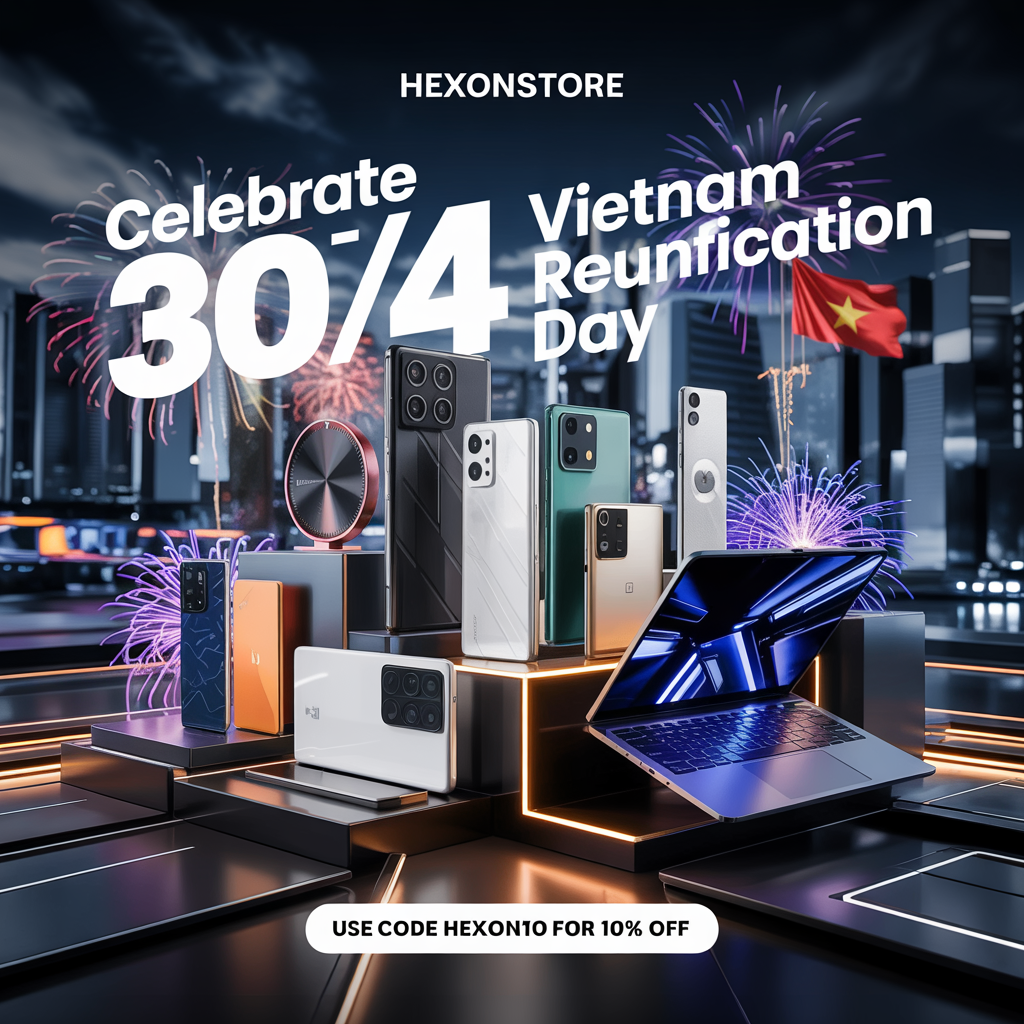 HEXONSTORE
Celebrate
30/4
Vietnam
Reunfication
Day
USE CODE HEXON10 FOR 10% OFF